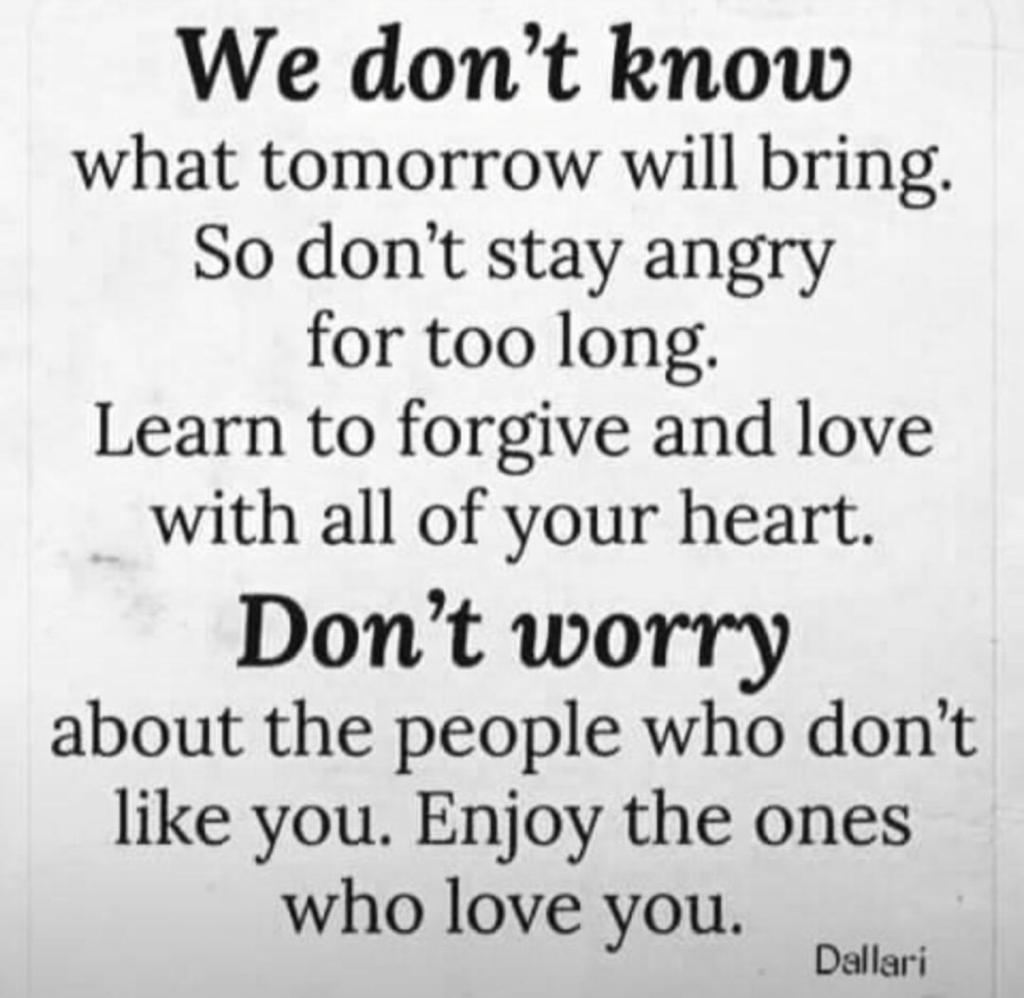 We don’t know
what tomorrow will bring.
So don’t stay angry
for too long.
Learn to forgive and love
with all of your heart.
Don’t worry
about the people who don’t
like you. Enjoy the ones
who love you.
Dallari